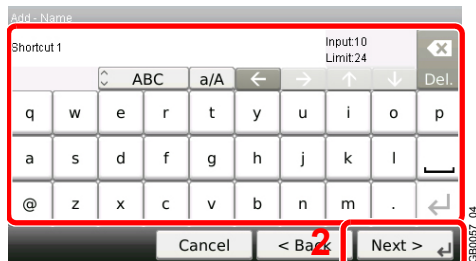 Add - Name
Shortcut 1
Input:10
Limit:24
ABC a/A ← → ↑ ↓ Del.
q w e r t y u i o p
a s d f g h j k l
@ z x c v b n m .
Cancel < Back Next >
2
GB0057_04